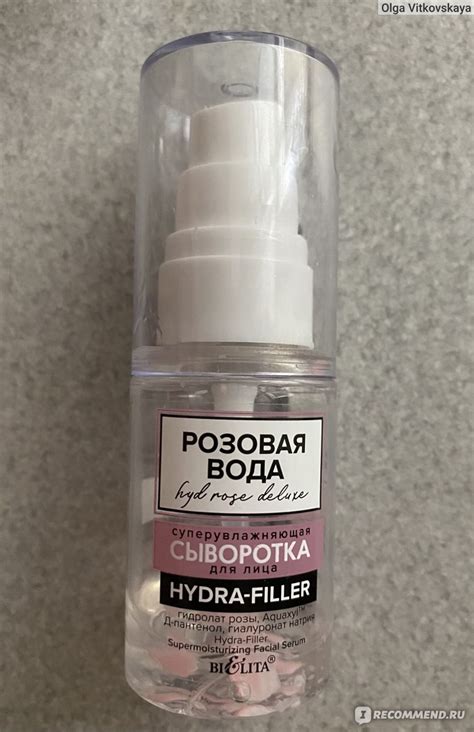 Olga Vitkovskaya
РОЗОВАЯ
ВОДА
hyd rose deluxe
суперувлажняющая
СЫВОРОТКА
для лица
HYDRA-FILLER
гидролат розы, Aquaxyl™
Д-пантенол, гиалуронат натрия
Hydra-Filler
Supermoisturizing Facial Serum
BIELITA®
IRECOMMEND.RU